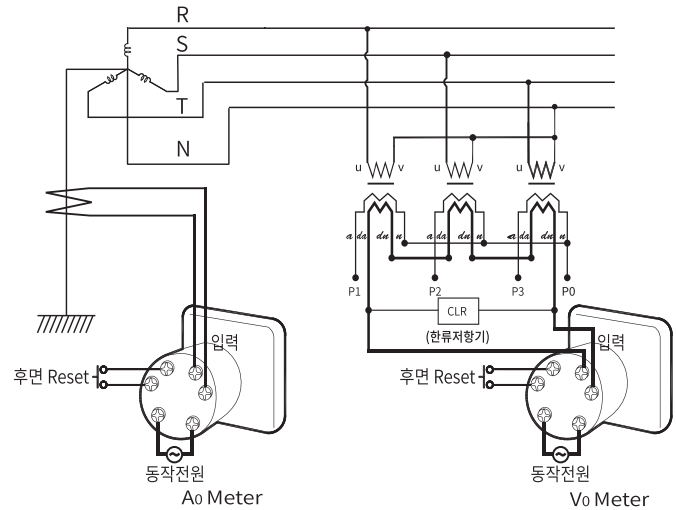 R
S
T
N
u v u v u v
a da dn n a da dn n a da dn n
P1 P2 P3 P0
CLR
(한류저항기)
입력 입력
후면 Reset 후면 Reset
동작전원 동작전원
A0 Meter V0 Meter